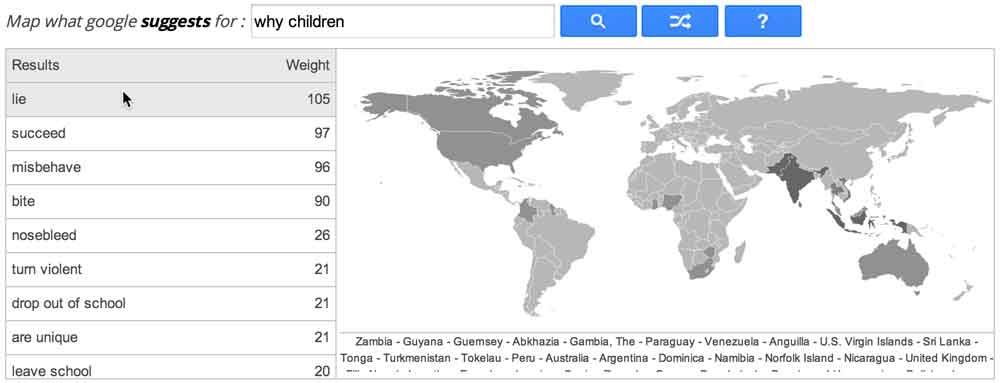 Map what google suggests for : why children
?
Results Weight
lie 105
succeed 97
misbehave 96
bite 90
nosebleed 26
turn violent 21
drop out of school 21
are unique 21
leave school 20
Zambia - Guyana - Guernsey - Abkhazia - Gambia, The - Paraguay - Venezuela - Anguilla - U.S. Virgin Islands - Sri Lanka -
Tonga - Turkmenistan - Tokelau - Peru - Australia - Argentina - Dominica - Namibia - Norfolk Island - Nicaragua - United Kingdom -